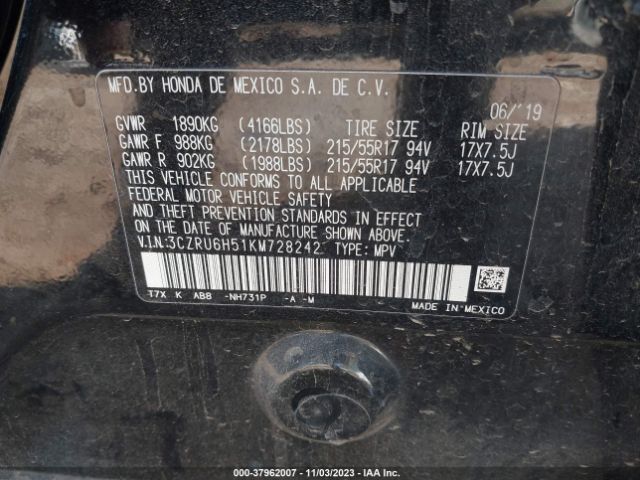 MFD.BY HONDA DE MEXICO S.A. DE C.V.
06/'19
GVWR 1890KG (4166LBS) TIRE SIZE RIM SIZE
GAWR F 988KG (2178LBS) 215/55R17 94V 17X7.5J
GAWR R 902KG (1988LBS) 215/55R17 94V 17X7.5J
THIS VEHICLE CONFORMS TO ALL APPLICABLE
FEDERAL MOTOR VEHICLE SAFETY
AND THEFT PREVENTION STANDARDS IN EFFECT
ON THE DATE OF MANUFACTURE SHOWN ABOVE.
V.I.N:3CZRU6H51KM728242 TYPE: MPV
T7X K AB8 -NH731P -A -M
MADE IN MEXICO
000-37962007 - 11/03/2023 - IAA Inc.